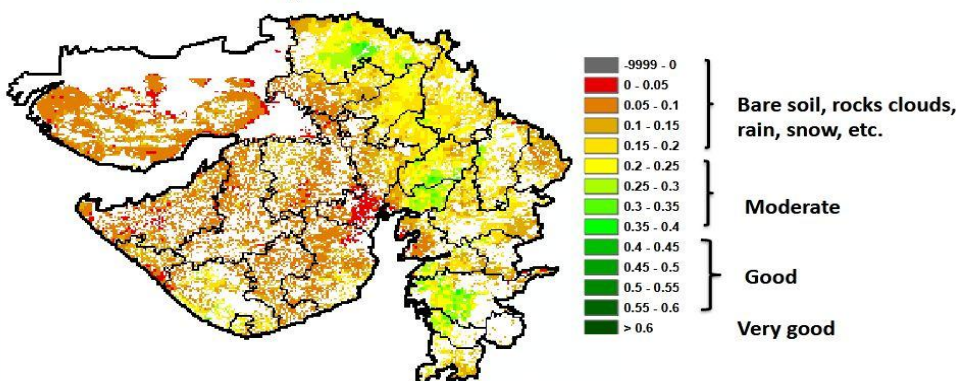 -9999 - 0
0 - 0.05
0.05 - 0.1
0.1 - 0.15
0.15 - 0.2
0.2 - 0.25
0.25 - 0.3
0.3 - 0.35
0.35 - 0.4
0.4 - 0.45
0.45 - 0.5
0.5 - 0.55
0.55 - 0.6
> 0.6
Bare soil, rocks clouds,
rain, snow, etc.
Moderate
Good
Very good